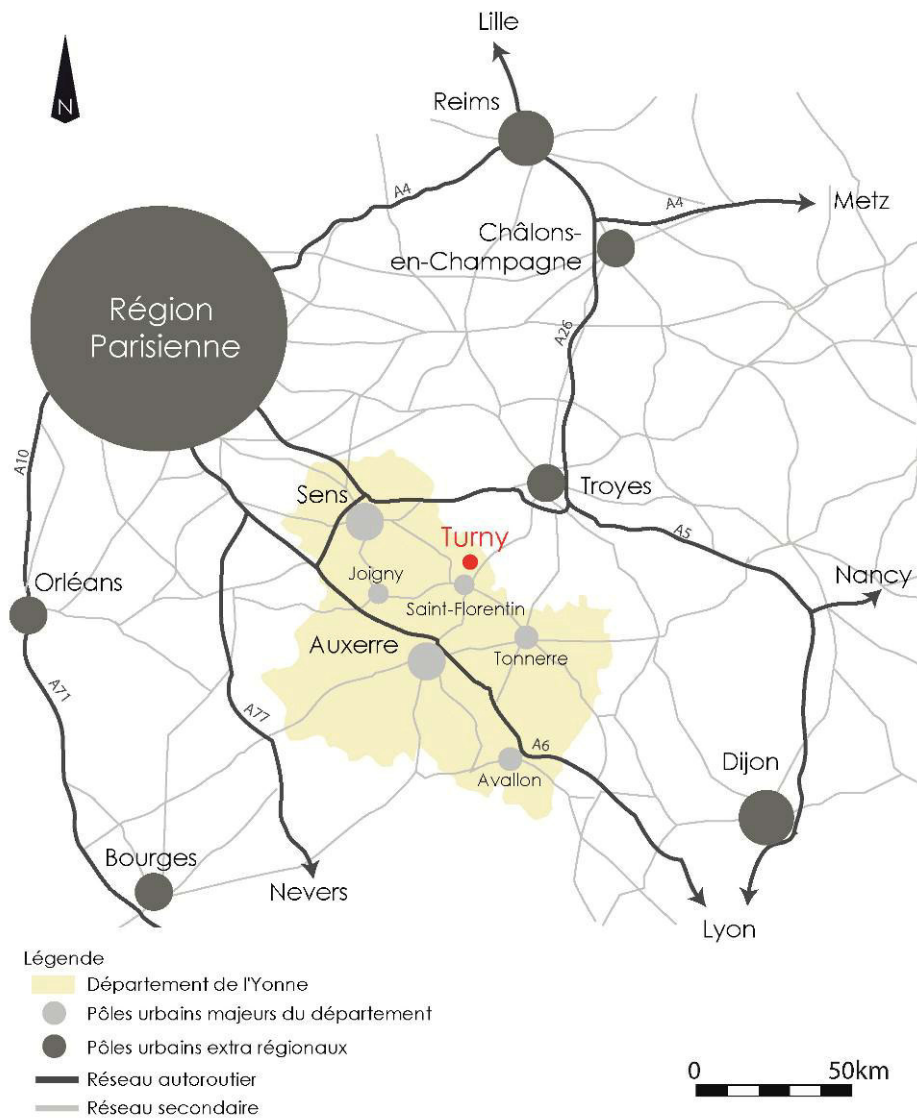 Lille
N
Reims
A4
A4
Metz
Châlons-
en-Champagne
Région
Parisienne
A26
A10
Sens
Troyes
Turny
A5
Joigny
Nancy
Orléans
Saint-Florentin
Auxerre
Tonnerre
A71
A77
A6
Dijon
Avallon
Bourges
Nevers
Lyon
Légende
Département de l'Yonne
Pôles urbains majeurs du département
Pôles urbains extra régionaux
Réseau autoroutier
Réseau secondaire
0 50km